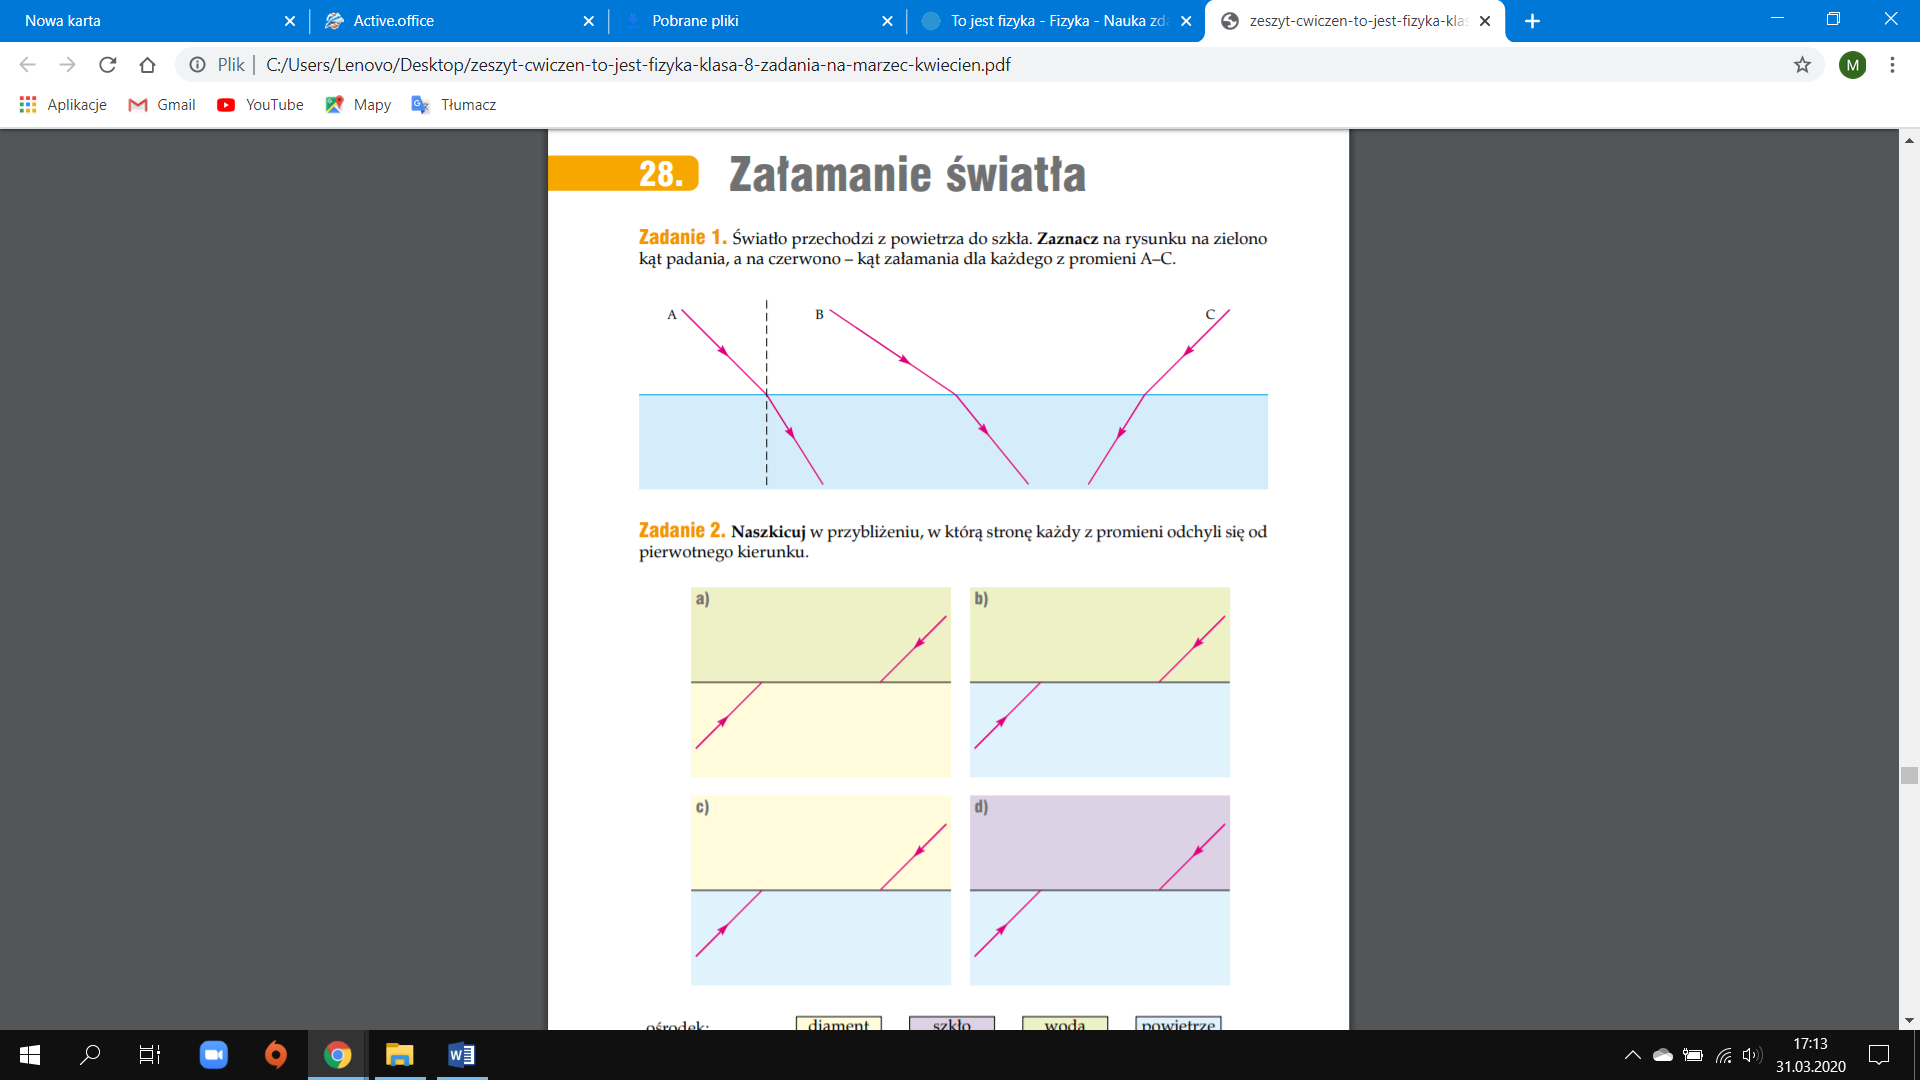 Nowa karta
Active.office
Pobrane pliki
To jest fizyka - Fizyka - Nauka zda
zeszyt-cwiczen-to-jest-fizyka-klas
Plik
C:/Users/Lenovo/Desktop/zeszyt-cwiczen-to-jest-fizyka-klasa-8-zadania-na-marzec-kwiecien.pdf
M
Aplikacje
Gmail
YouTube
Mapy
Tłumacz
28. Załamanie światła
Zadanie 1. Światło przechodzi z powietrza do szkła. Zaznacz na rysunku na zielono
kąt padania, a na czerwono – kąt załamania dla każdego z promieni A–C.
A
B
C
Zadanie 2. Naszkicuj w przybliżeniu, w którą stronę każdy z promieni odchyli się od
pierwotnego kierunku.
a)
b)
c)
d)
ośrodek:
diament
szkło
woda
powietrze
17:13
31.03.2020